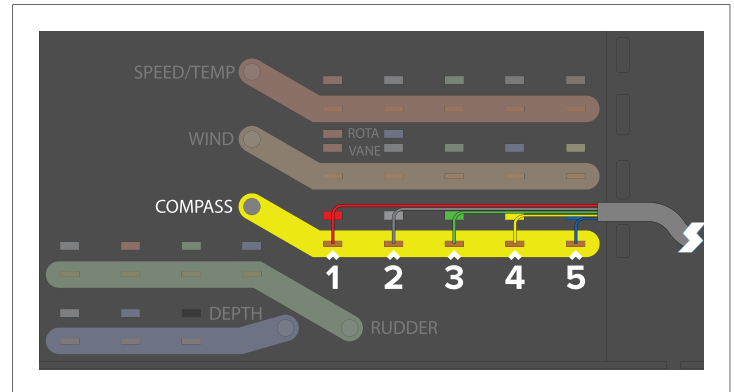 SPEED/TEMP
ROTA
WIND
VANE
COMPASS
1 2 3 4 5
DEPTH
RUDDER